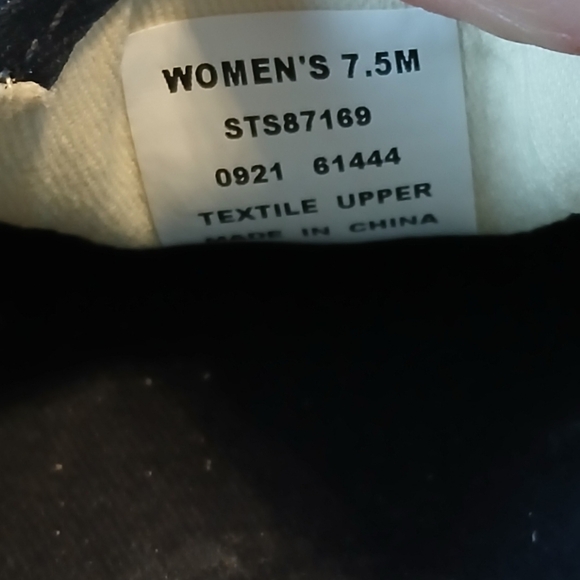 WOMEN'S 7.5M
STS87169
0921 61444
TEXTILE UPPER
MADE IN CHINA